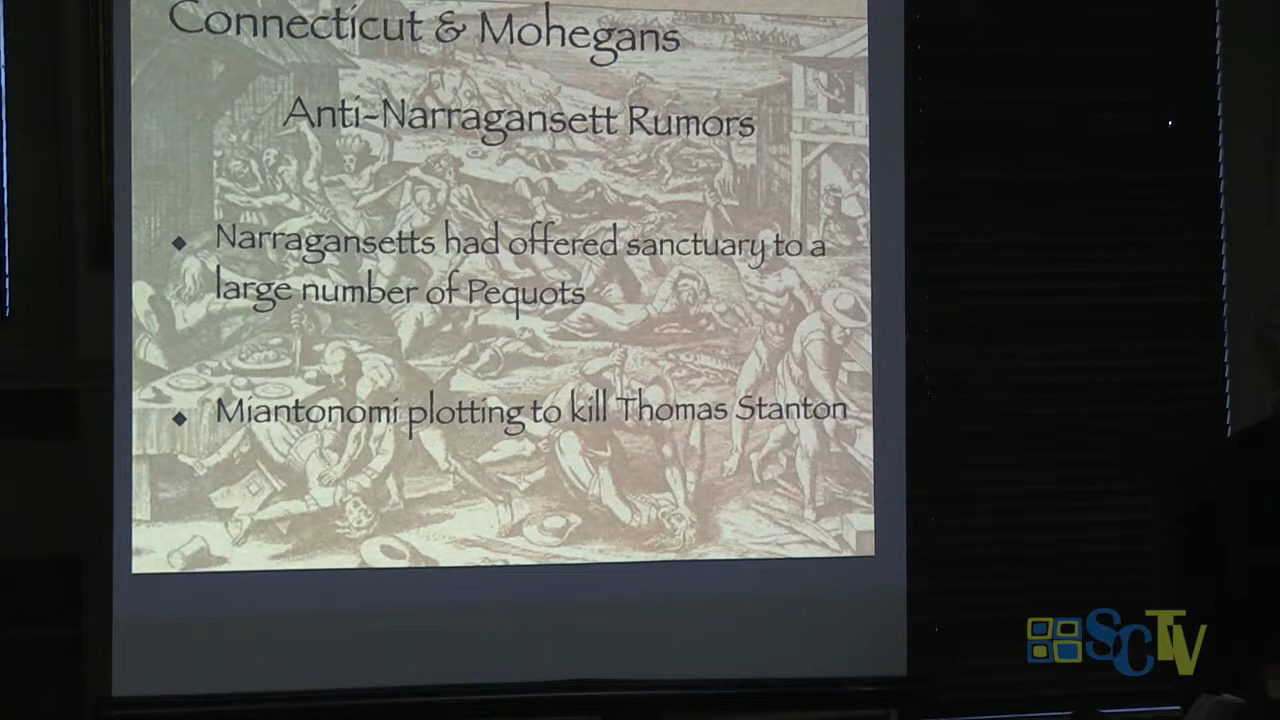 Connecticut & Mohegans
Anti-Narragansett Rumors
◆ Narragansetts had offered sanctuary to a
large number of Pequots
◆ Miantonomi plotting to kill Thomas Stanton
SCTV